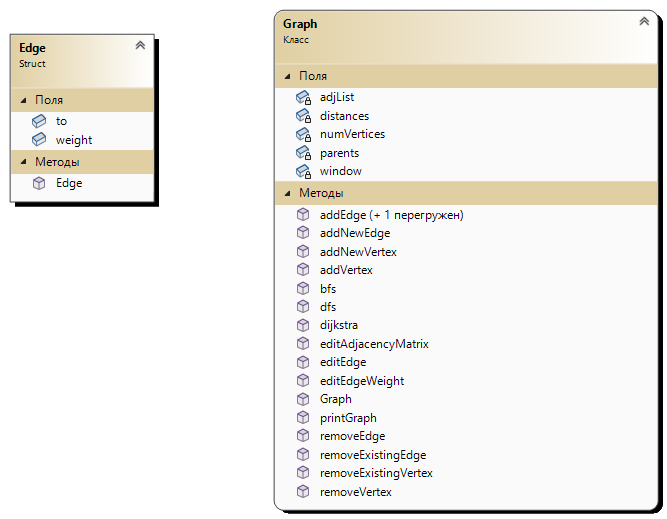 Edge
Struct
Поля
to
weight
Методы
Edge
Graph
Класс
Поля
adjList
distances
numVertices
parents
window
Методы
addEdge (+ 1 перегружен)
addNewEdge
addNewVertex
addVertex
bfs
dfs
dijkstra
editAdjacencyMatrix
editEdge
editEdgeWeight
Graph
printGraph
removeEdge
removeExistingEdge
removeExistingVertex
removeVertex